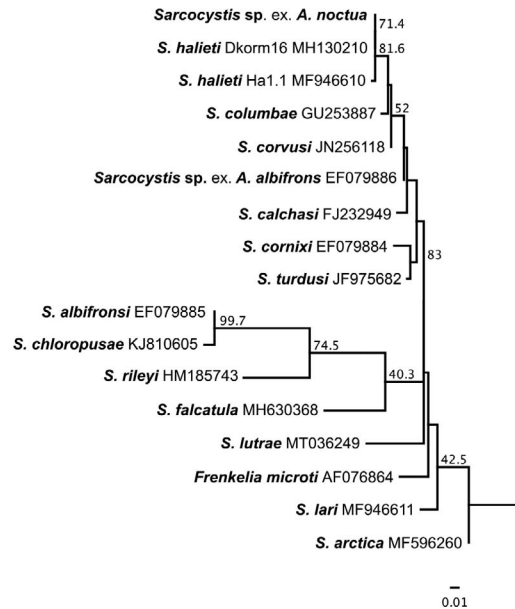 Sarcocystis sp. ex. A. noctua
71.4
S. halieti Dkorm16 MH130210
81.6
S. halieti Ha1.1 MF946610
S. columbae GU253887
52
S. corvusi JN256118
Sarcocystis sp. ex. A. albifrons EF079886
S. calchasi FJ232949
S. cornixi EF079884
83
S. turdusi JF975682
S. albifronsi EF079885
99.7
S. chloropusae KJ810605
74.5
S. rileyi HM185743
40.3
S. falcatula MH630368
S. lutrae MT036249
42.5
Frenkelia microti AF076864
S. lari MF946611
S. arctica MF596260
0.01